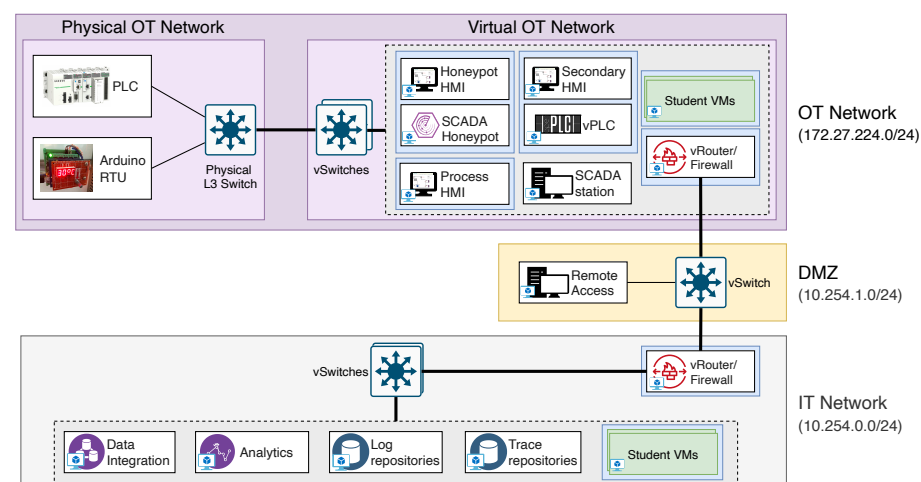 Physical OT Network
Virtual OT Network
PLC
Arduino
RTU
Physical
L3 Switch
vSwitches
Honeypot
HMI
Secondary
HMI
SCADA
Honeypot
PLC
vPLC
Process
HMI
SCADA
station
Student VMs
vRouter/
Firewall
OT Network
(172.27.224.0/24)
Remote
Access
vSwitch
DMZ
(10.254.1.0/24)
vSwitches
vRouter/
Firewall
IT Network
(10.254.0.0/24)
Data
Integration
Analytics
Log
repositories
Trace
repositories
Student VMs